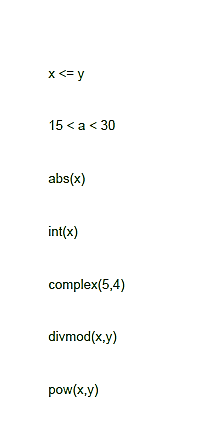 x <= y
15 < a < 30
abs(x)
int(x)
complex(5,4)
divmod(x,y)
pow(x,y)